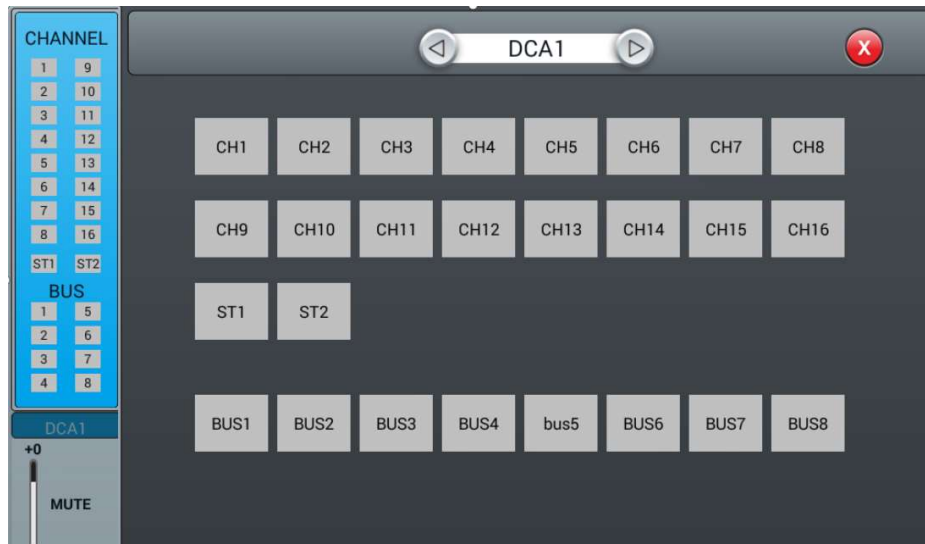 CHANNEL
1 9
2 10
3 11
4 12
5 13
6 14
7 15
8 16
ST1 ST2
BUS
1 5
2 6
3 7
4 8
DCA1
+0
MUTE
DCA1
X
CH1 CH2 CH3 CH4 CH5 CH6 CH7 CH8
CH9 CH10 CH11 CH12 CH13 CH14 CH15 CH16
ST1 ST2
BUS1 BUS2 BUS3 BUS4 bus5 BUS6 BUS7 BUS8